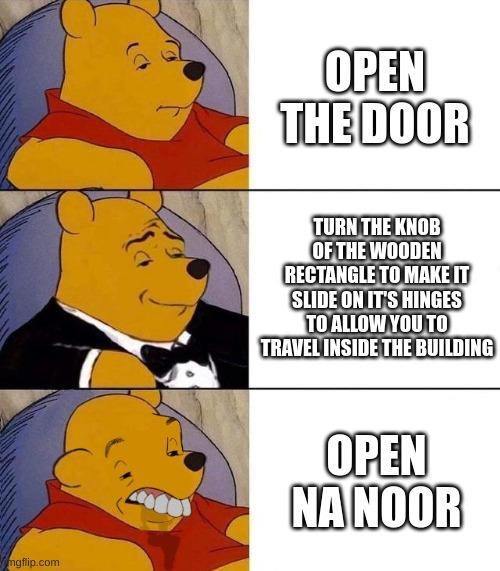 OPEN
THE DOOR
TURN THE KNOB
OF THE WOODEN
RECTANGLE TO MAKE IT
SLIDE ON IT'S HINGES
TO ALLOW YOU TO
TRAVEL INSIDE THE BUILDING
OPEN
NA NOOR
imgflip.com